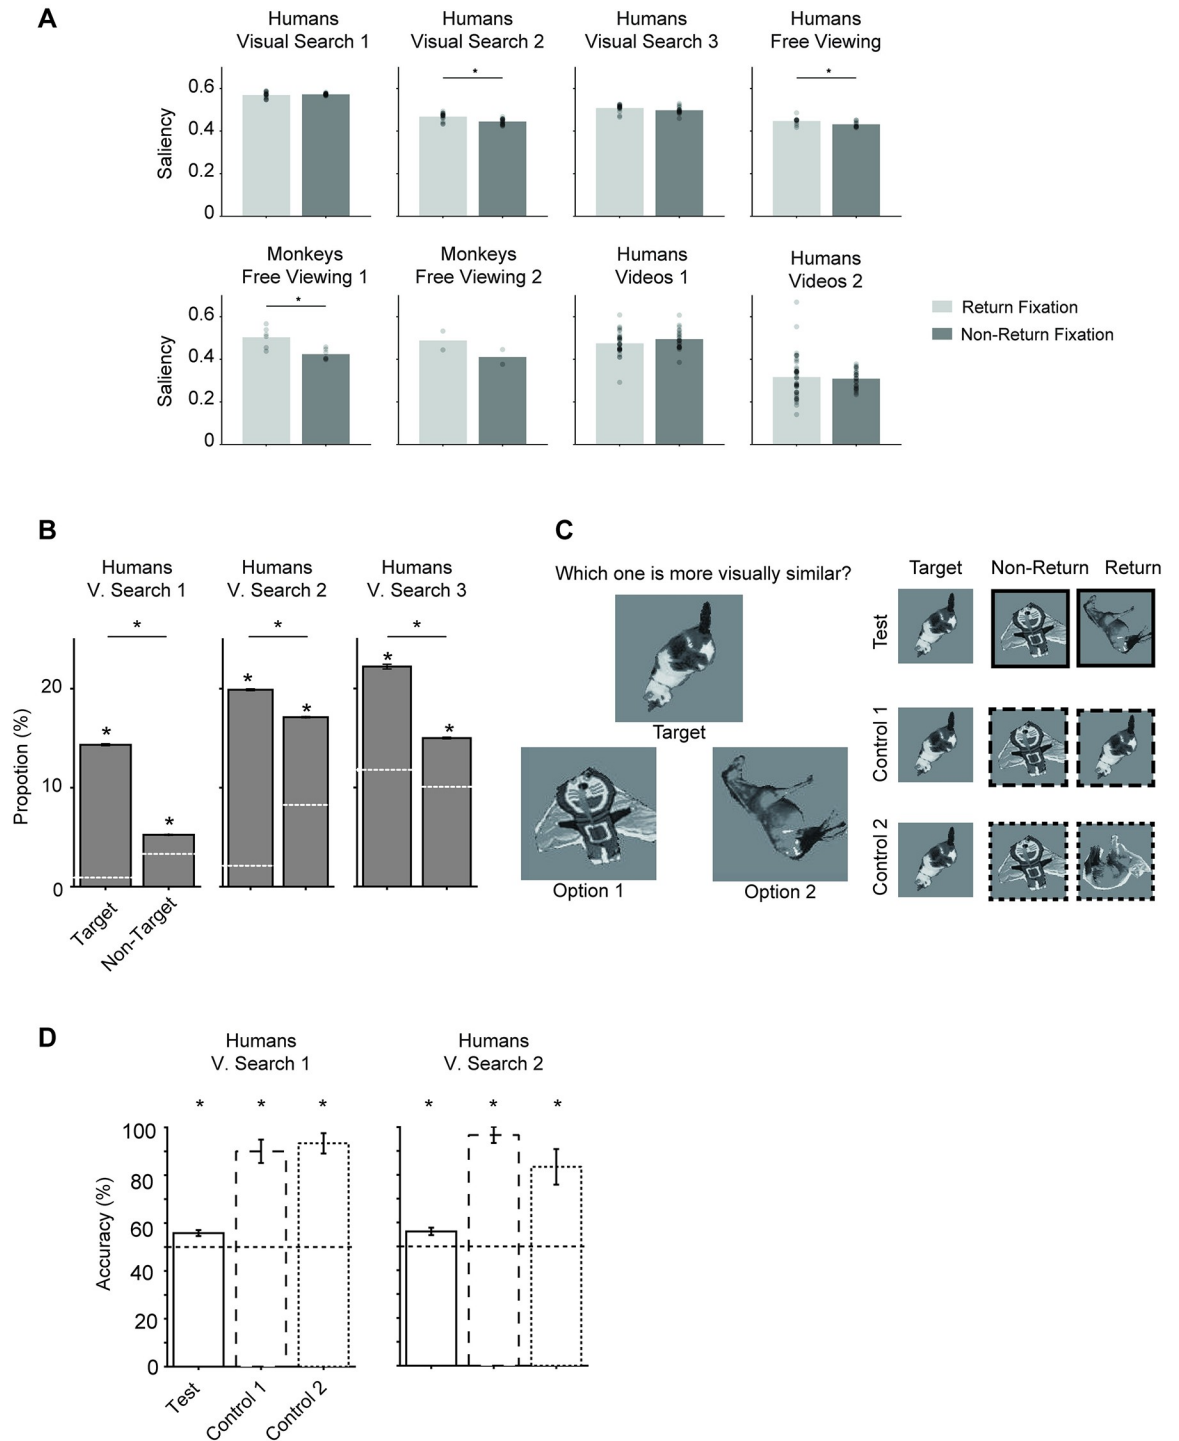 A
Humans
Visual Search 1
Humans
Visual Search 2
Humans
Visual Search 3
Humans
Free Viewing
Saliency
0.6
0.4
0.2
0
*
*
Monkeys
Free Viewing 1
Monkeys
Free Viewing 2
Humans
Videos 1
Humans
Videos 2
Saliency
0.6
0.4
0.2
0
*
Return Fixation
Non-Return Fixation
B
Humans
V. Search 1
Humans
V. Search 2
Humans
V. Search 3
Propotion (%)
20
10
0
*
*
*
*
*
*
*
*
*
Target
Non-Target
C
Which one is more visually similar?
Target
Option 1
Option 2
Target
Non-Return
Return
Test
Control 1
Control 2
D
Humans
V. Search 1
Humans
V. Search 2
*
*
*
*
*
*
Accuracy (%)
100
80
60
40
20
0
Test
Control 1
Control 2